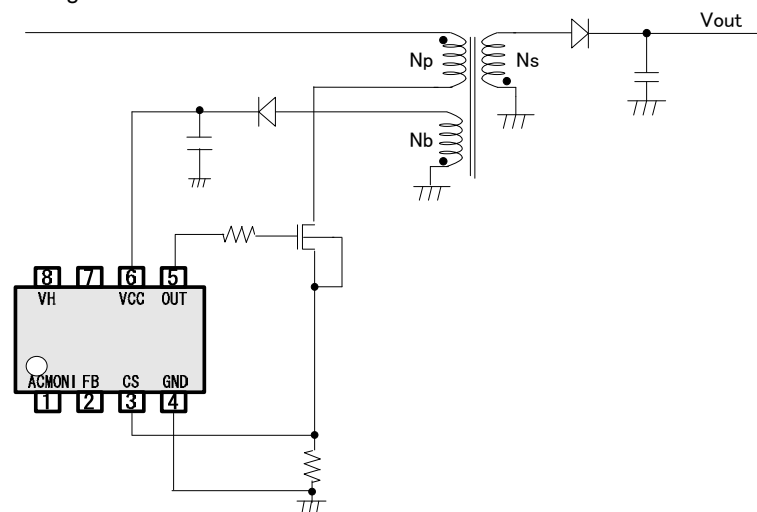 Vout
Np
Ns
Nb
8 7 6 5
VH VCC OUT
ACMONI FB CS GND
1 2 3 4